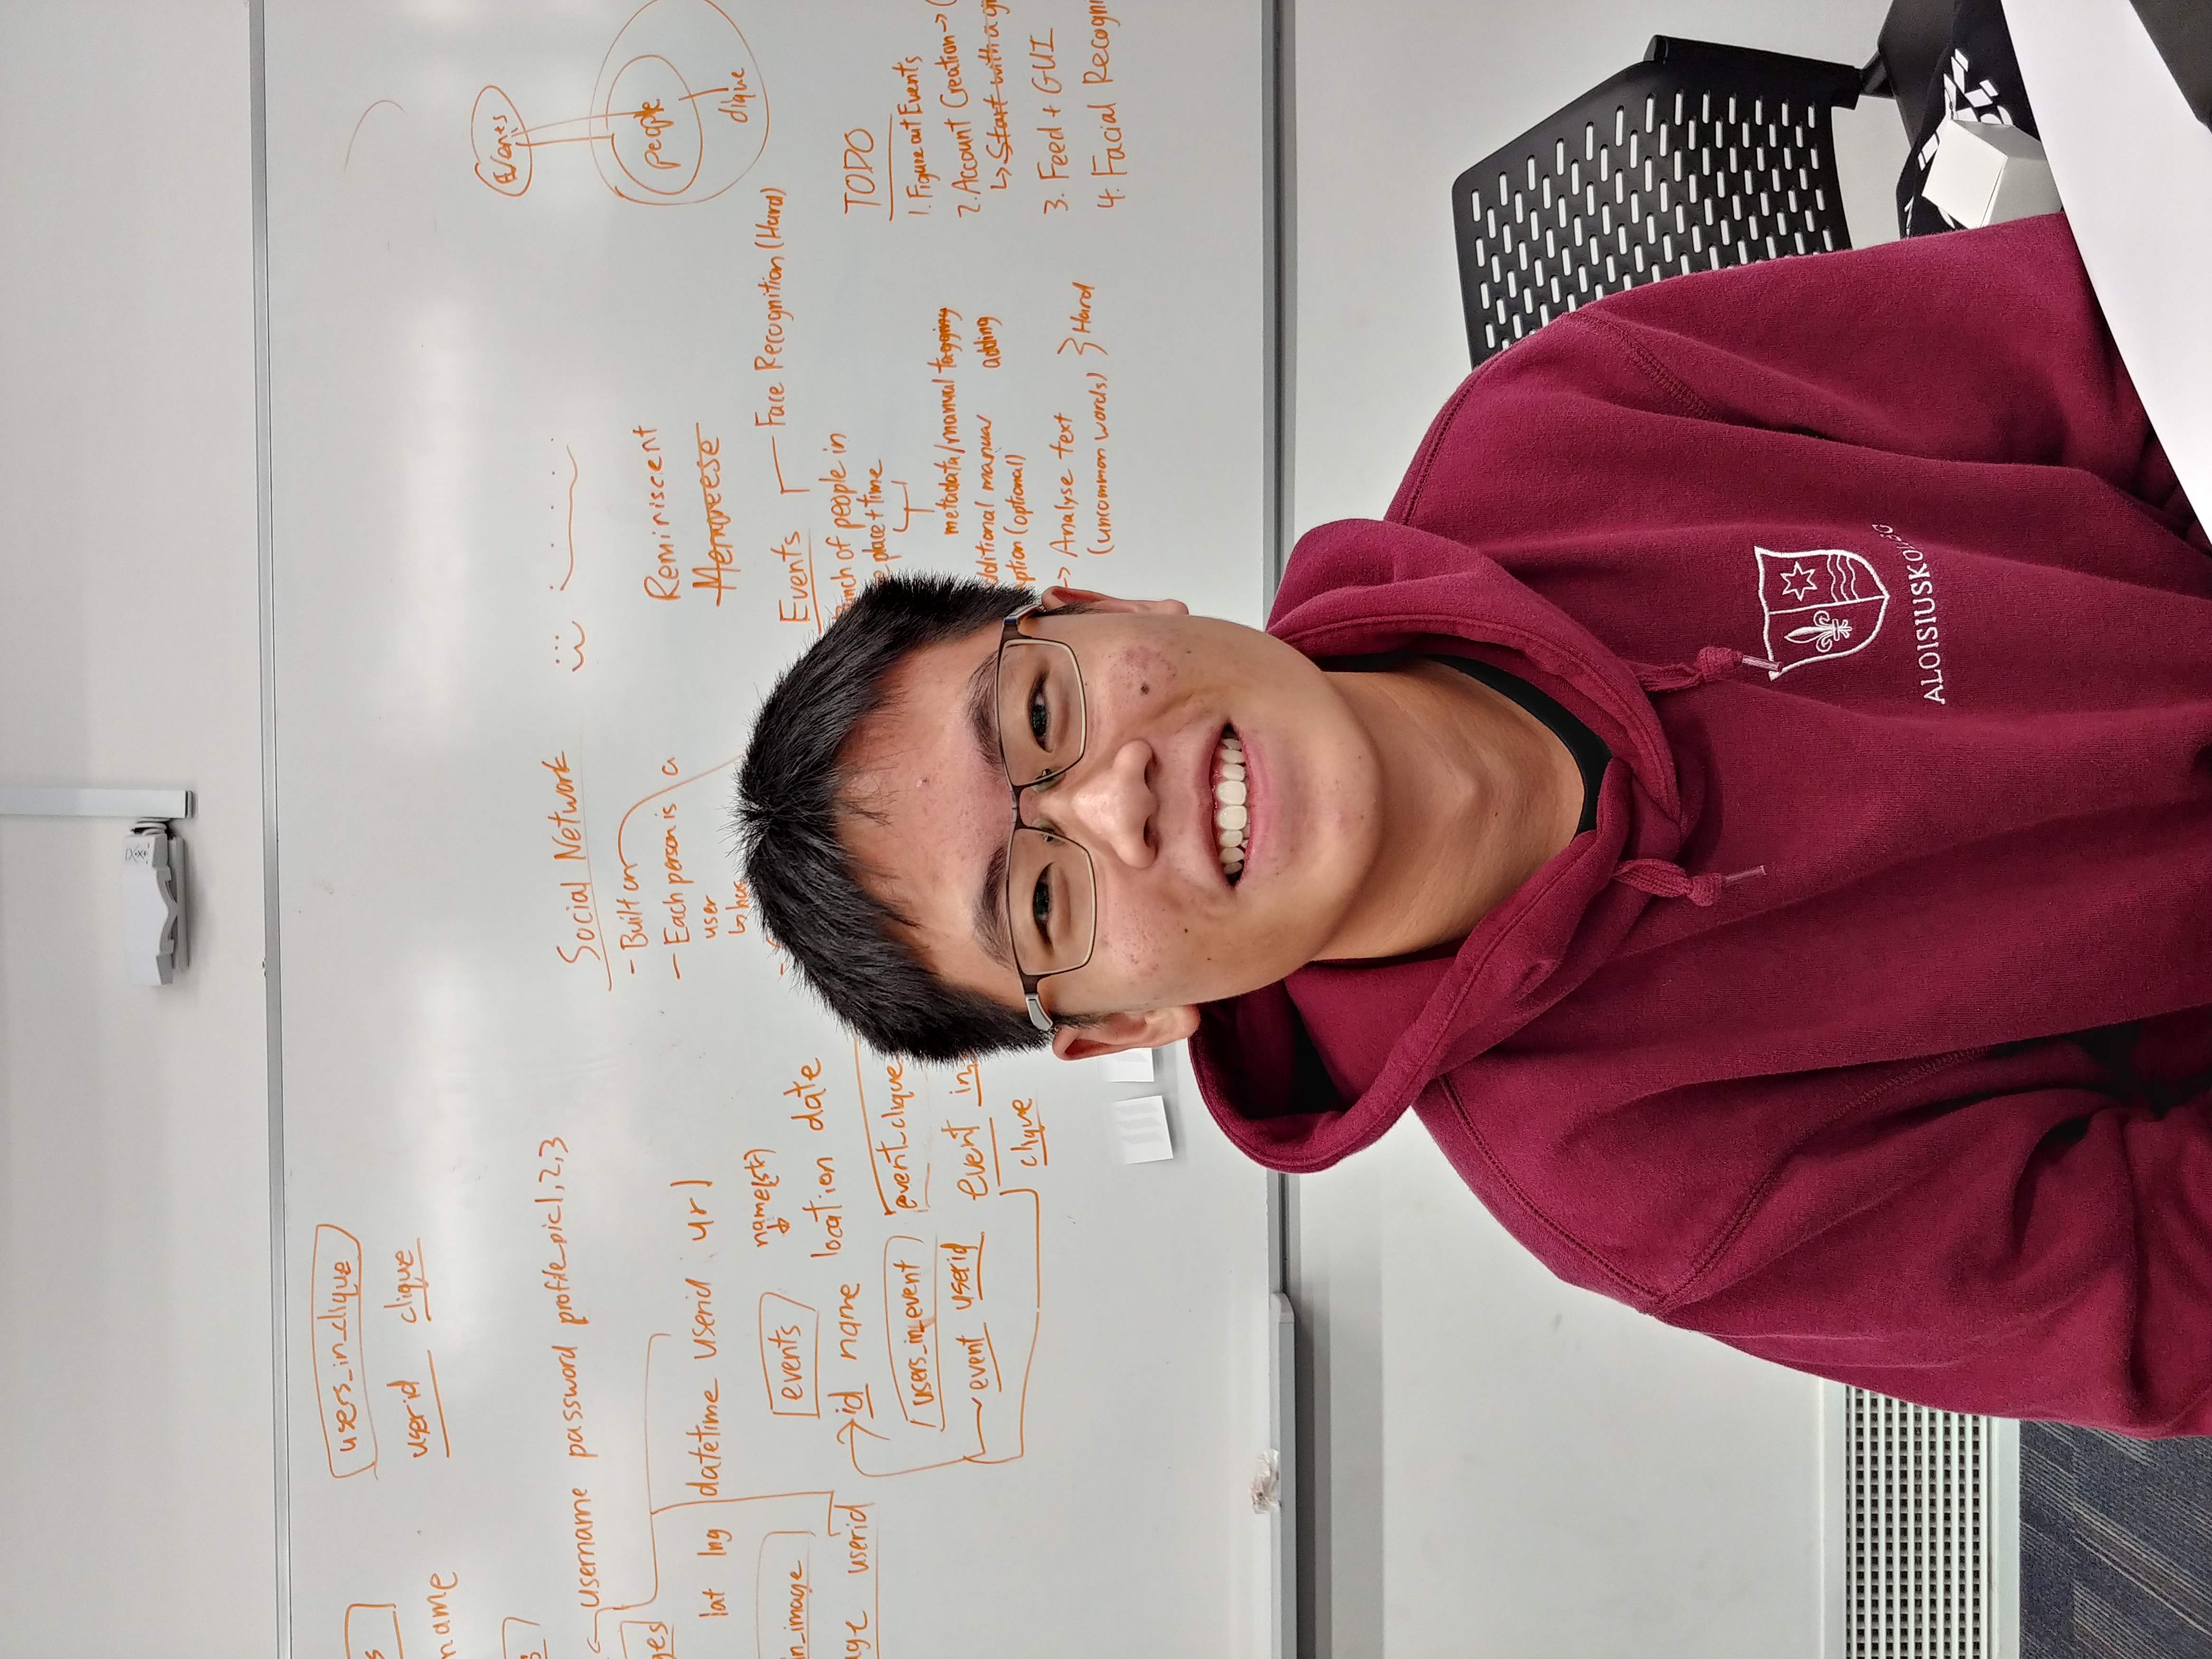 users_in_clique
userid clique
name
username password profile_pic1,2,3
lat lng datetime userid url
name(str)
events
in_image
id name location date
userid
users_in_event
event_clique
event userid
event in
clique
Social Network
- Built on
- Each person is a
user
↳ has
Reminiscent
Memoreese
Events
Face Recognition (Hard)
of people in
place + time
metadata/manual tagging
manual adding
(optional)
→ Analyse text
(uncommon words) } Hard
Events
people
clique
TODO
1. Figure out Events
2. Account Creation →
↳ Start with a
3. Feed + GUI
4. Facial
ALOISIUSKOLLEG